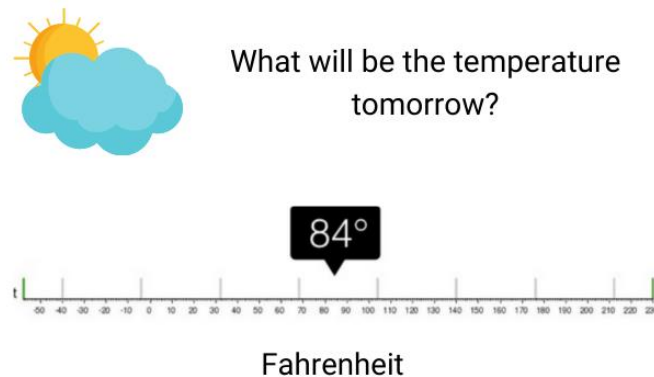 What will be the temperature
tomorrow?
84°
t
-50 -40 -30 -20 -10 0 10 20 30 40 50 60 70 80 90 100 110 120 130 140 150 160 170 180 190 200 210 220 23
Fahrenheit